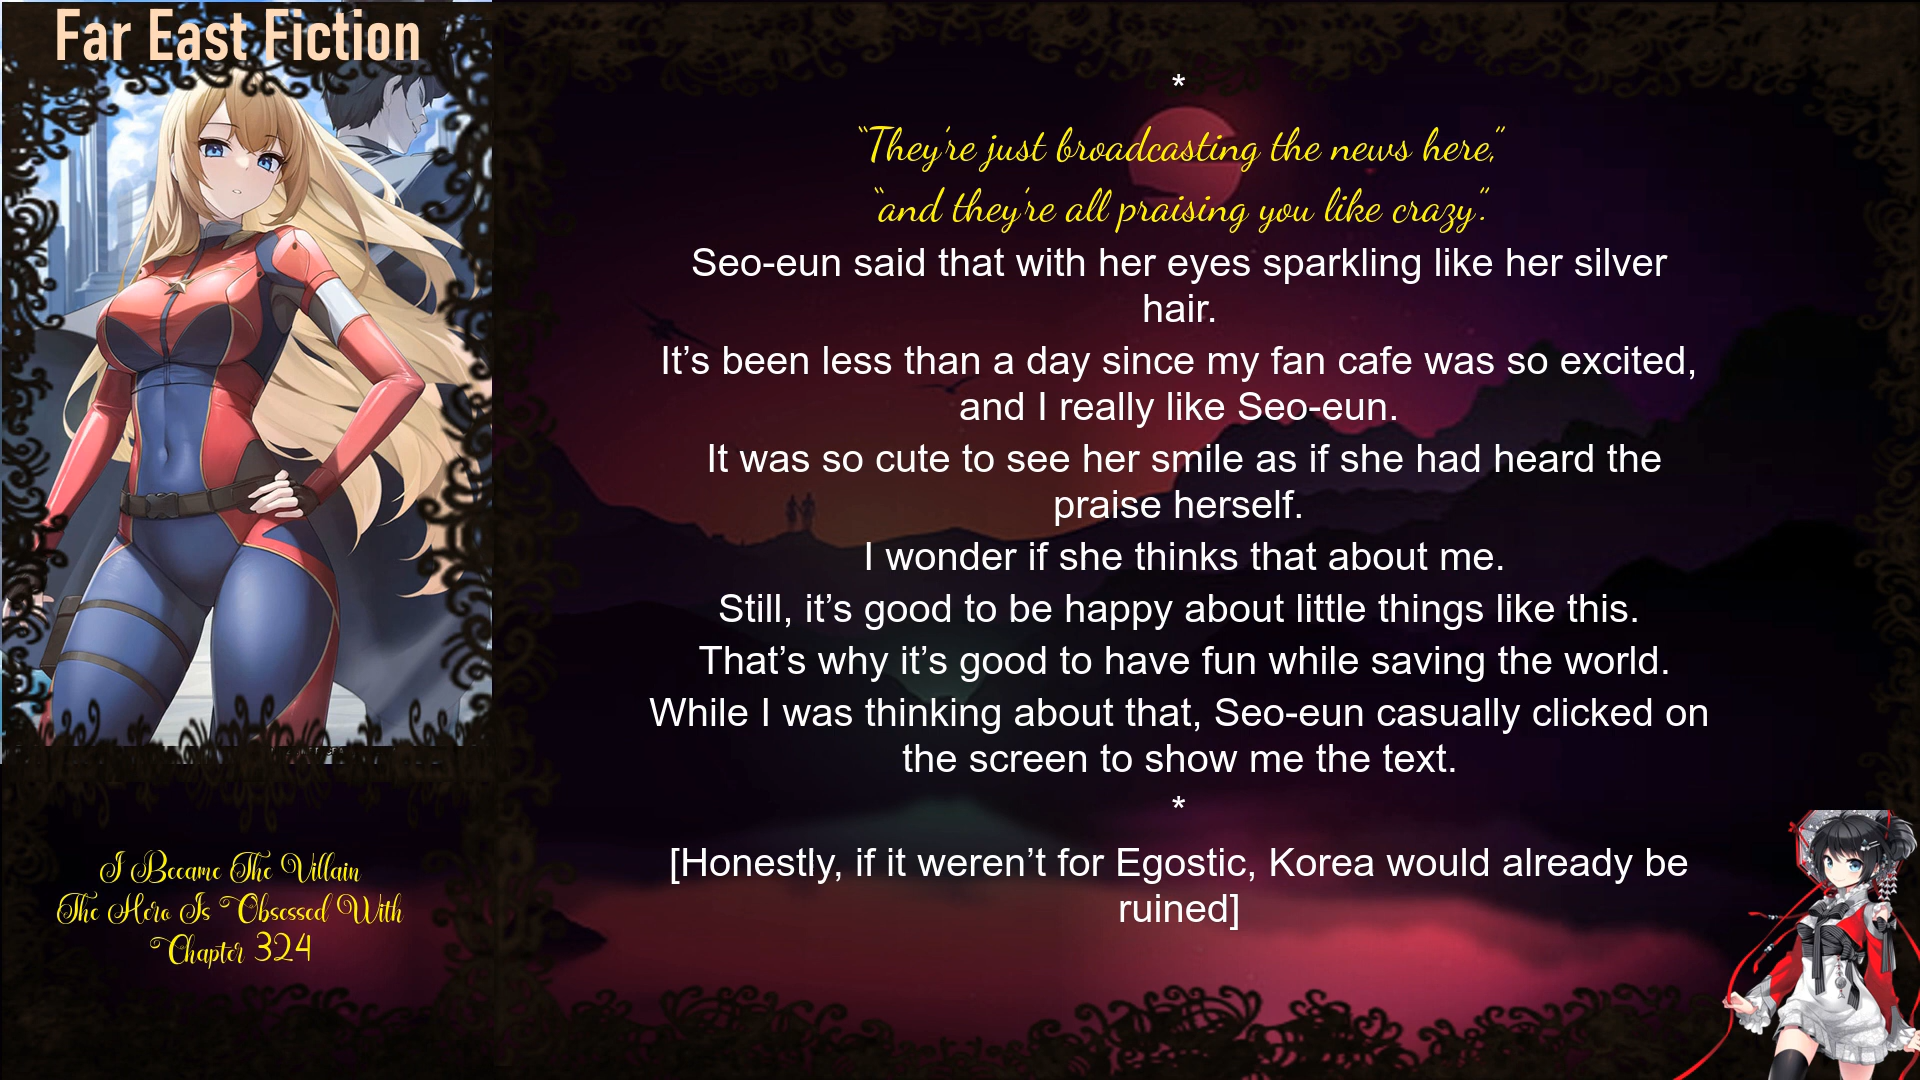 Far East Fiction
*
“They’re just broadcasting the news here,”
“and they’re all praising you like crazy.”
Seo-eun said that with her eyes sparkling like her silver
hair.
It’s been less than a day since my fan cafe was so excited,
and I really like Seo-eun.
It was so cute to see her smile as if she had heard the
praise herself.
I wonder if she thinks that about me.
Still, it’s good to be happy about little things like this.
That’s why it’s good to have fun while saving the world.
While I was thinking about that, Seo-eun casually clicked on
the screen to show me the text.
*
[Honestly, if it weren’t for Egostic, Korea would already be
ruined]
I Became The Villain
The Hero Is Obsessed With
Chapter 324